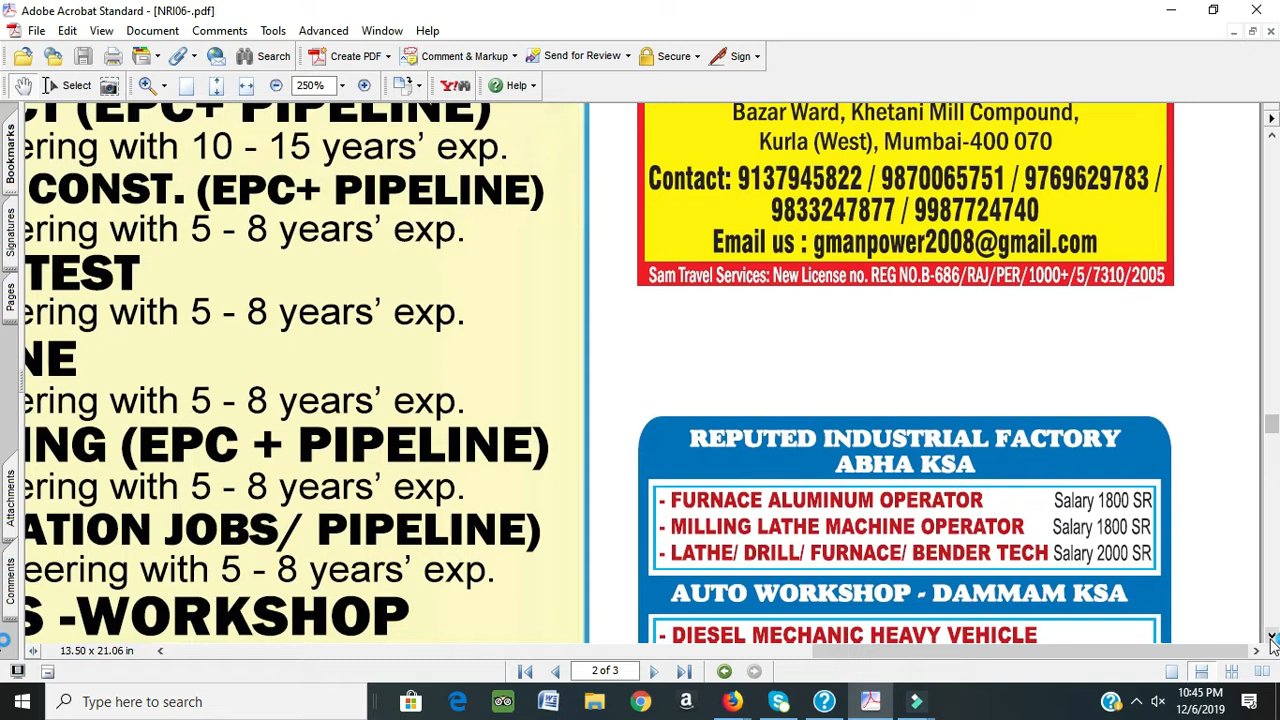 Adobe Acrobat Standard - [NRI06-.pdf]
File Edit View Document Comments Tools Advanced Window Help
Search Create PDF Comment & Markup Send for Review Secure Sign
Select 250% Y! Help
Bookmarks
Signatures
Pages
Attachments
Comments
CT (EPC+ PIPELINE)
ering with 10 - 15 years’ exp.
CONST. (EPC+ PIPELINE)
ering with 5 - 8 years’ exp.
TEST
ering with 5 - 8 years’ exp.
NE
ering with 5 - 8 years’ exp.
ING (EPC + PIPELINE)
ering with 5 - 8 years’ exp.
ATION JOBS/ PIPELINE)
eering with 5 - 8 years’ exp.
S -WORKSHOP
Bazar Ward, Khetani Mill Compound,
Kurla (West), Mumbai-400 070
Contact: 9137945822 / 9870065751 / 9769629783 /
9833247877 / 9987724740
Email us : gmanpower2008@gmail.com
Sam Travel Services: New License no. REG NO.B-686/RAJ/PER/1000+/5/7310/2005
REPUTED INDUSTRIAL FACTORY
ABHA KSA
- FURNACE ALUMINUM OPERATOR Salary 1800 SR
- MILLING LATHE MACHINE OPERATOR Salary 1800 SR
- LATHE/ DRILL/ FURNACE/ BENDER TECH Salary 2000 SR
AUTO WORKSHOP - DAMMAM KSA
- DIESEL MECHANIC HEAVY VEHICLE
13.50 x 21.06 in
2 of 3
Type here to search
10:45 PM
12/6/2019